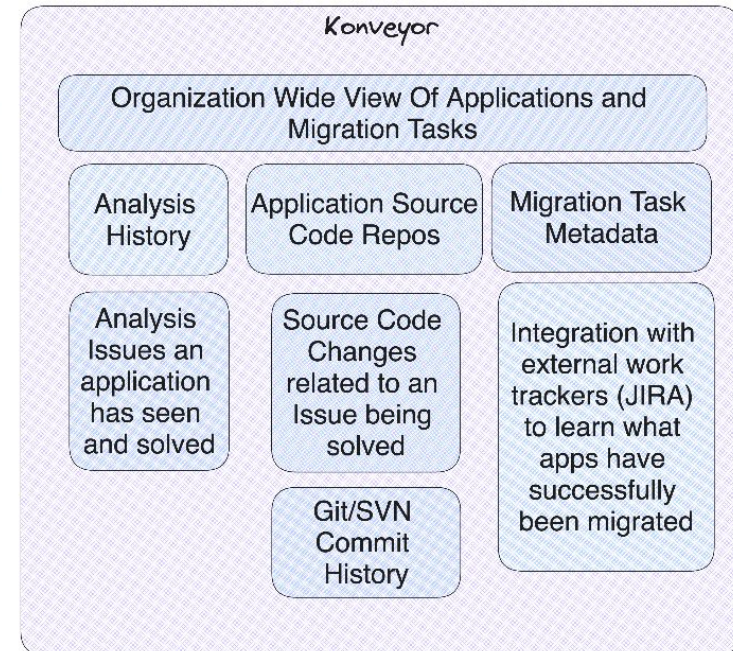 Konveyor
Organization Wide View Of Applications and
Migration Tasks
Analysis
History
Application Source
Code Repos
Migration Task
Metadata
Analysis
Issues an
application
has seen
and solved
Source Code
Changes
related to an
Issue being
solved
Git/SVN
Commit
History
Integration with
external work
trackers (JIRA)
to learn what
apps have
successfully
been migrated